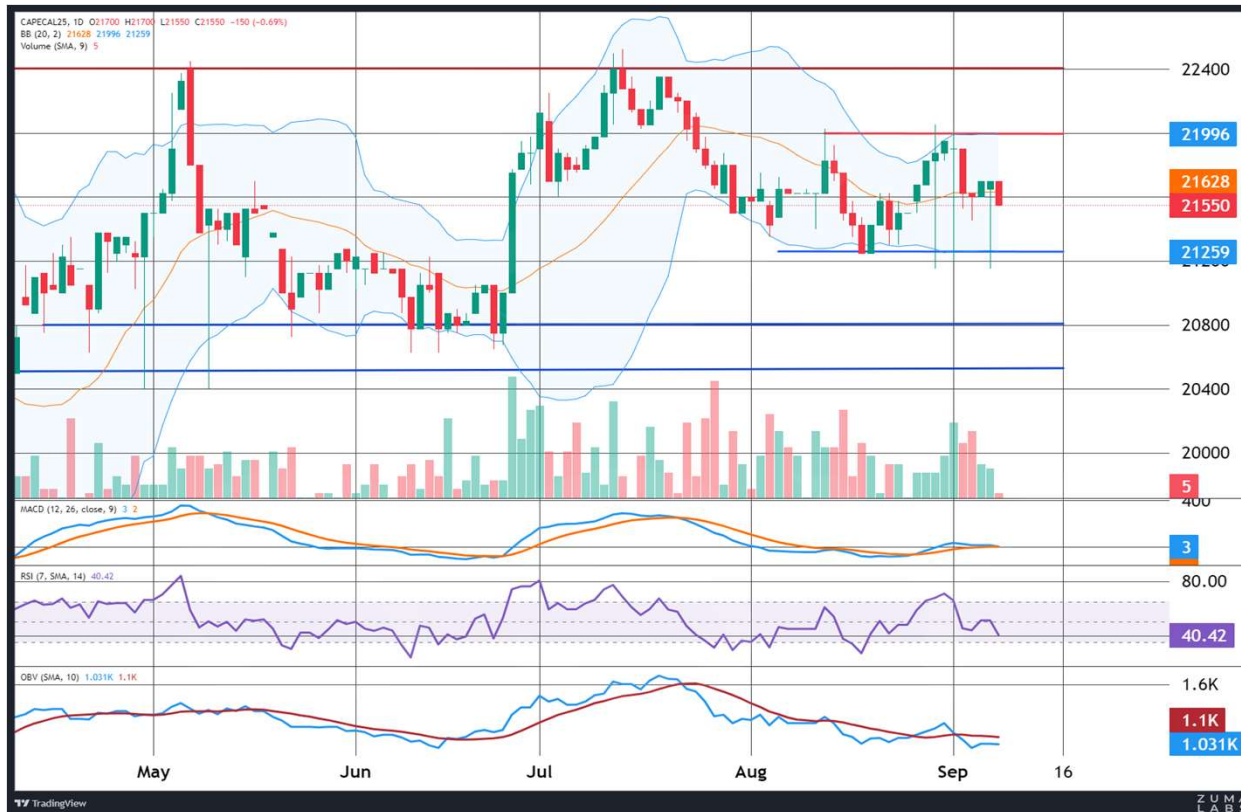 CAPECAL25, 1D O21700 H21700 L21550 C21550 −150 (−0.69%)
BB (20, 2) 21628 21996 21259
Volume (SMA, 9) 5
22400
21996
21628
21550
21259
21200
20800
20400
20000
5
400
MACD (12, 26, close, 9) 3 2
3
RSI (7, SMA, 14) 40.42
80.00
40.42
OBV (SMA, 10) 1.031K 1.1K
1.6K
1.1K
1.031K
May Jun Jul Aug Sep 16
TradingView
ZUM
LAB